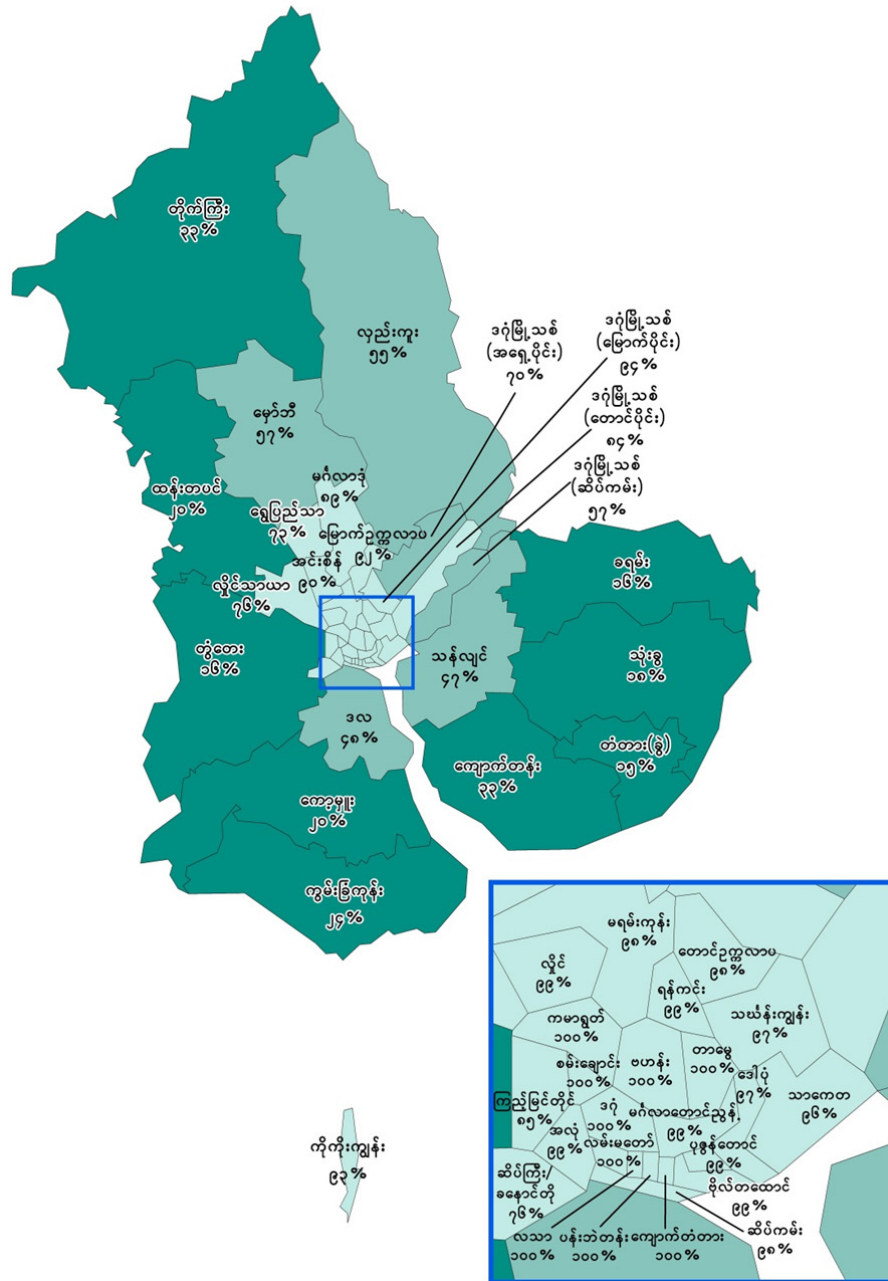 တိုက်ကြီး
၃၃%
လှည်းကူး
၅၅%
ဒဂုံမြို့သစ်
(အရှေ့ပိုင်း)
၇၀%
ဒဂုံမြို့သစ်
(မြောက်ပိုင်း)
၉၄%
ဒဂုံမြို့သစ်
(တောင်ပိုင်း)
၈၄%
ဒဂုံမြို့သစ်
(ဆိပ်ကမ်း)
၅၇%
မှော်ဘီ
၅၇%
မင်္ဂလာဒုံ
၈၉%
ထန်းတပင်
၂၀%
ရွှေပြည်သာ
၇၃%
မြောက်ဥက္ကလာပ
၉၂%
အင်းစိန်
၉၀%
လှိုင်သာယာ
၇၆%
ခရမ်း
၁၆%
တွံတေး
၁၆%
သန်လျင်
၄၇%
သုံးခွ
၁၈%
ဒလ
၄၈%
တံတား(ခွဲ)
၁၅%
ကျောက်တန်း
၃၃%
ကော့မှူး
၂၀%
ကွမ်းခြံကုန်း
၂၄%
ကိုကိုးကျွန်း
၉၃%
မရမ်းကုန်း
၉၈%
တောင်ဥက္ကလာပ
၉၈%
လှိုင်
၉၉%
ရန်ကင်း
၉၉%
သင်္ဃန်းကျွန်း
၉၇%
ကမာရွတ်
၁၀၀%
တာမွေ
၁၀၀%
စမ်းချောင်း
၁၀၀%
ဗဟန်း
၁၀၀%
ဒေါပုံ
၉၇%
သာကေတ
၉၆%
ကြည့်မြင်တိုင်
၈၅%
ဒဂုံ
၁၀၀%
မင်္ဂလာတောင်ညွန့်
၉၉%
အလုံ
၉၉%
လမ်းမတော်
၁၀၀%
ပုဇွန်တောင်
၉၉%
ဆိပ်ကြီး/
ခနောင်တို
၇၆%
ဗိုလ်တထောင်
၉၉%
လသာ
၁၀၀%
ပန်းဘဲတန်း
၁၀၀%
ကျောက်တံတား
၁၀၀%
ဆိပ်ကမ်း
၉၈%